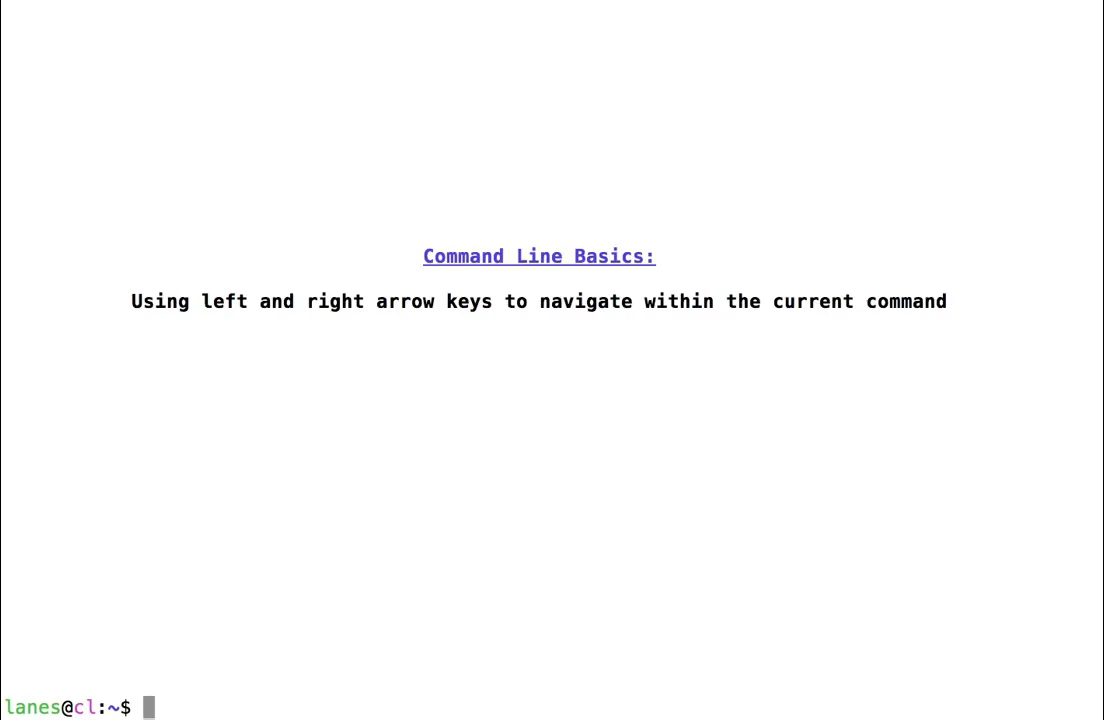 Command Line Basics:
Using left and right arrow keys to navigate within the current command
lanes@cl:~$